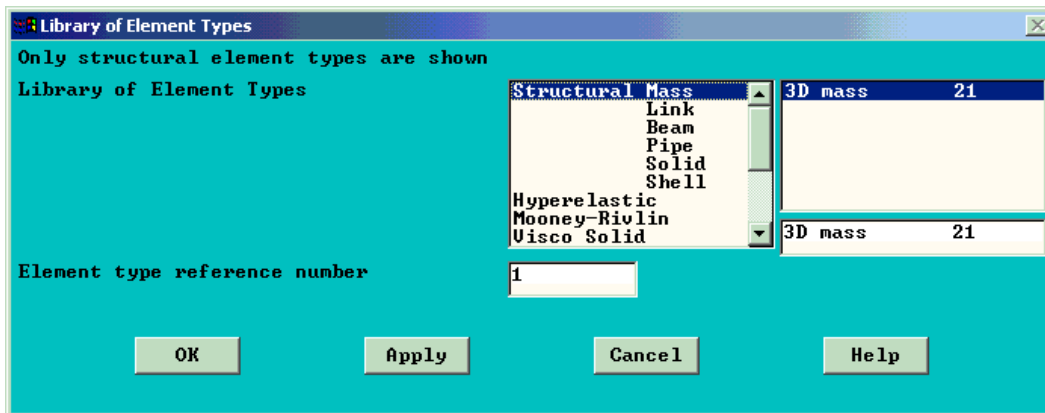 Library of Element Types
Only structural element types are shown
Library of Element Types
Structural Mass
Link
Beam
Pipe
Solid
Shell
Hyperelastic
Mooney-Rivlin
Visco Solid
3D mass 21
3D mass 21
Element type reference number
1
OK
Apply
Cancel
Help